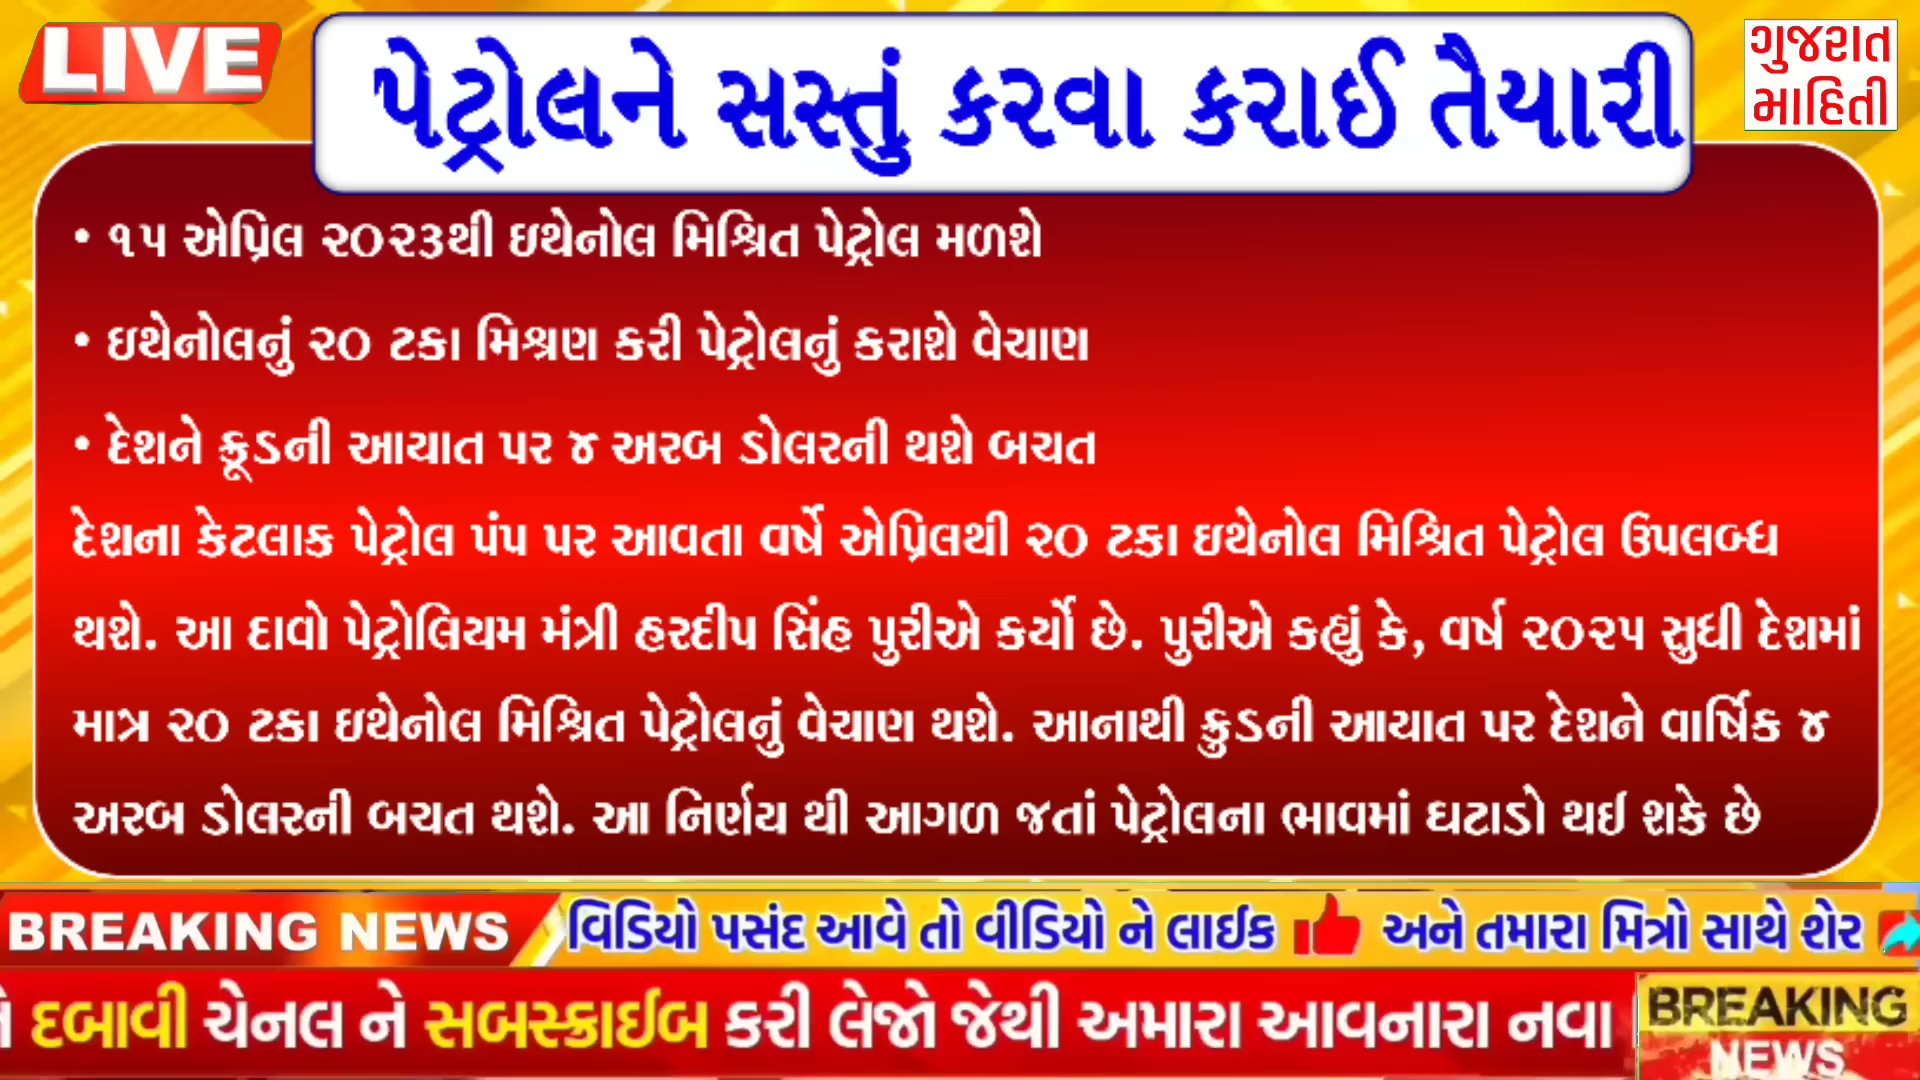 LIVE
પેટ્રોલને સસ્તું કરવા કરાઈ તૈયારી
ગુજરાત
માહિતી
• ૧૫ એપ્રિલ ૨૦૨૩થી ઇથેનોલ મિશ્રિત પેટ્રોલ મળશે
• ઇથેનોલનું ૨૦ ટકા મિશ્રણ કરી પેટ્રોલનું કરાશે વેચાણ
• દેશને ક્રૂડની આયાત પર ૪ અરબ ડોલરની થશે બચત
દેશના કેટલાક પેટ્રોલ પંપ પર આવતા વર્ષે એપ્રિલથી ૨૦ ટકા ઇથેનોલ મિશ્રિત પેટ્રોલ ઉપલબ્ધ
થશે. આ દાવો પેટ્રોલિયમ મંત્રી હરદીપ સિંહ પુરીએ કર્યો છે. પુરીએ કહ્યું કે, વર્ષ ૨૦૨૫ સુધી દેશમાં
માત્ર ૨૦ ટકા ઇથેનોલ મિશ્રિત પેટ્રોલનું વેચાણ થશે. આનાથી ક્રુડની આયાત પર દેશને વાર્ષિક ૪
અરબ ડોલરની બચત થશે. આ નિર્ણય થી આગળ જતાં પેટ્રોલના ભાવમાં ઘટાડો થઈ શકે છે
BREAKING NEWS વિડિયો પસંદ આવે તો વીડિયો ને લાઈક અને તમારા મિત્રો સાથે શેર
દબાવી ચેનલ ને સબસ્ક્રાઈબ કરી લેજો જેથી અમારા આવનારા નવા
BREAKING
NEWS